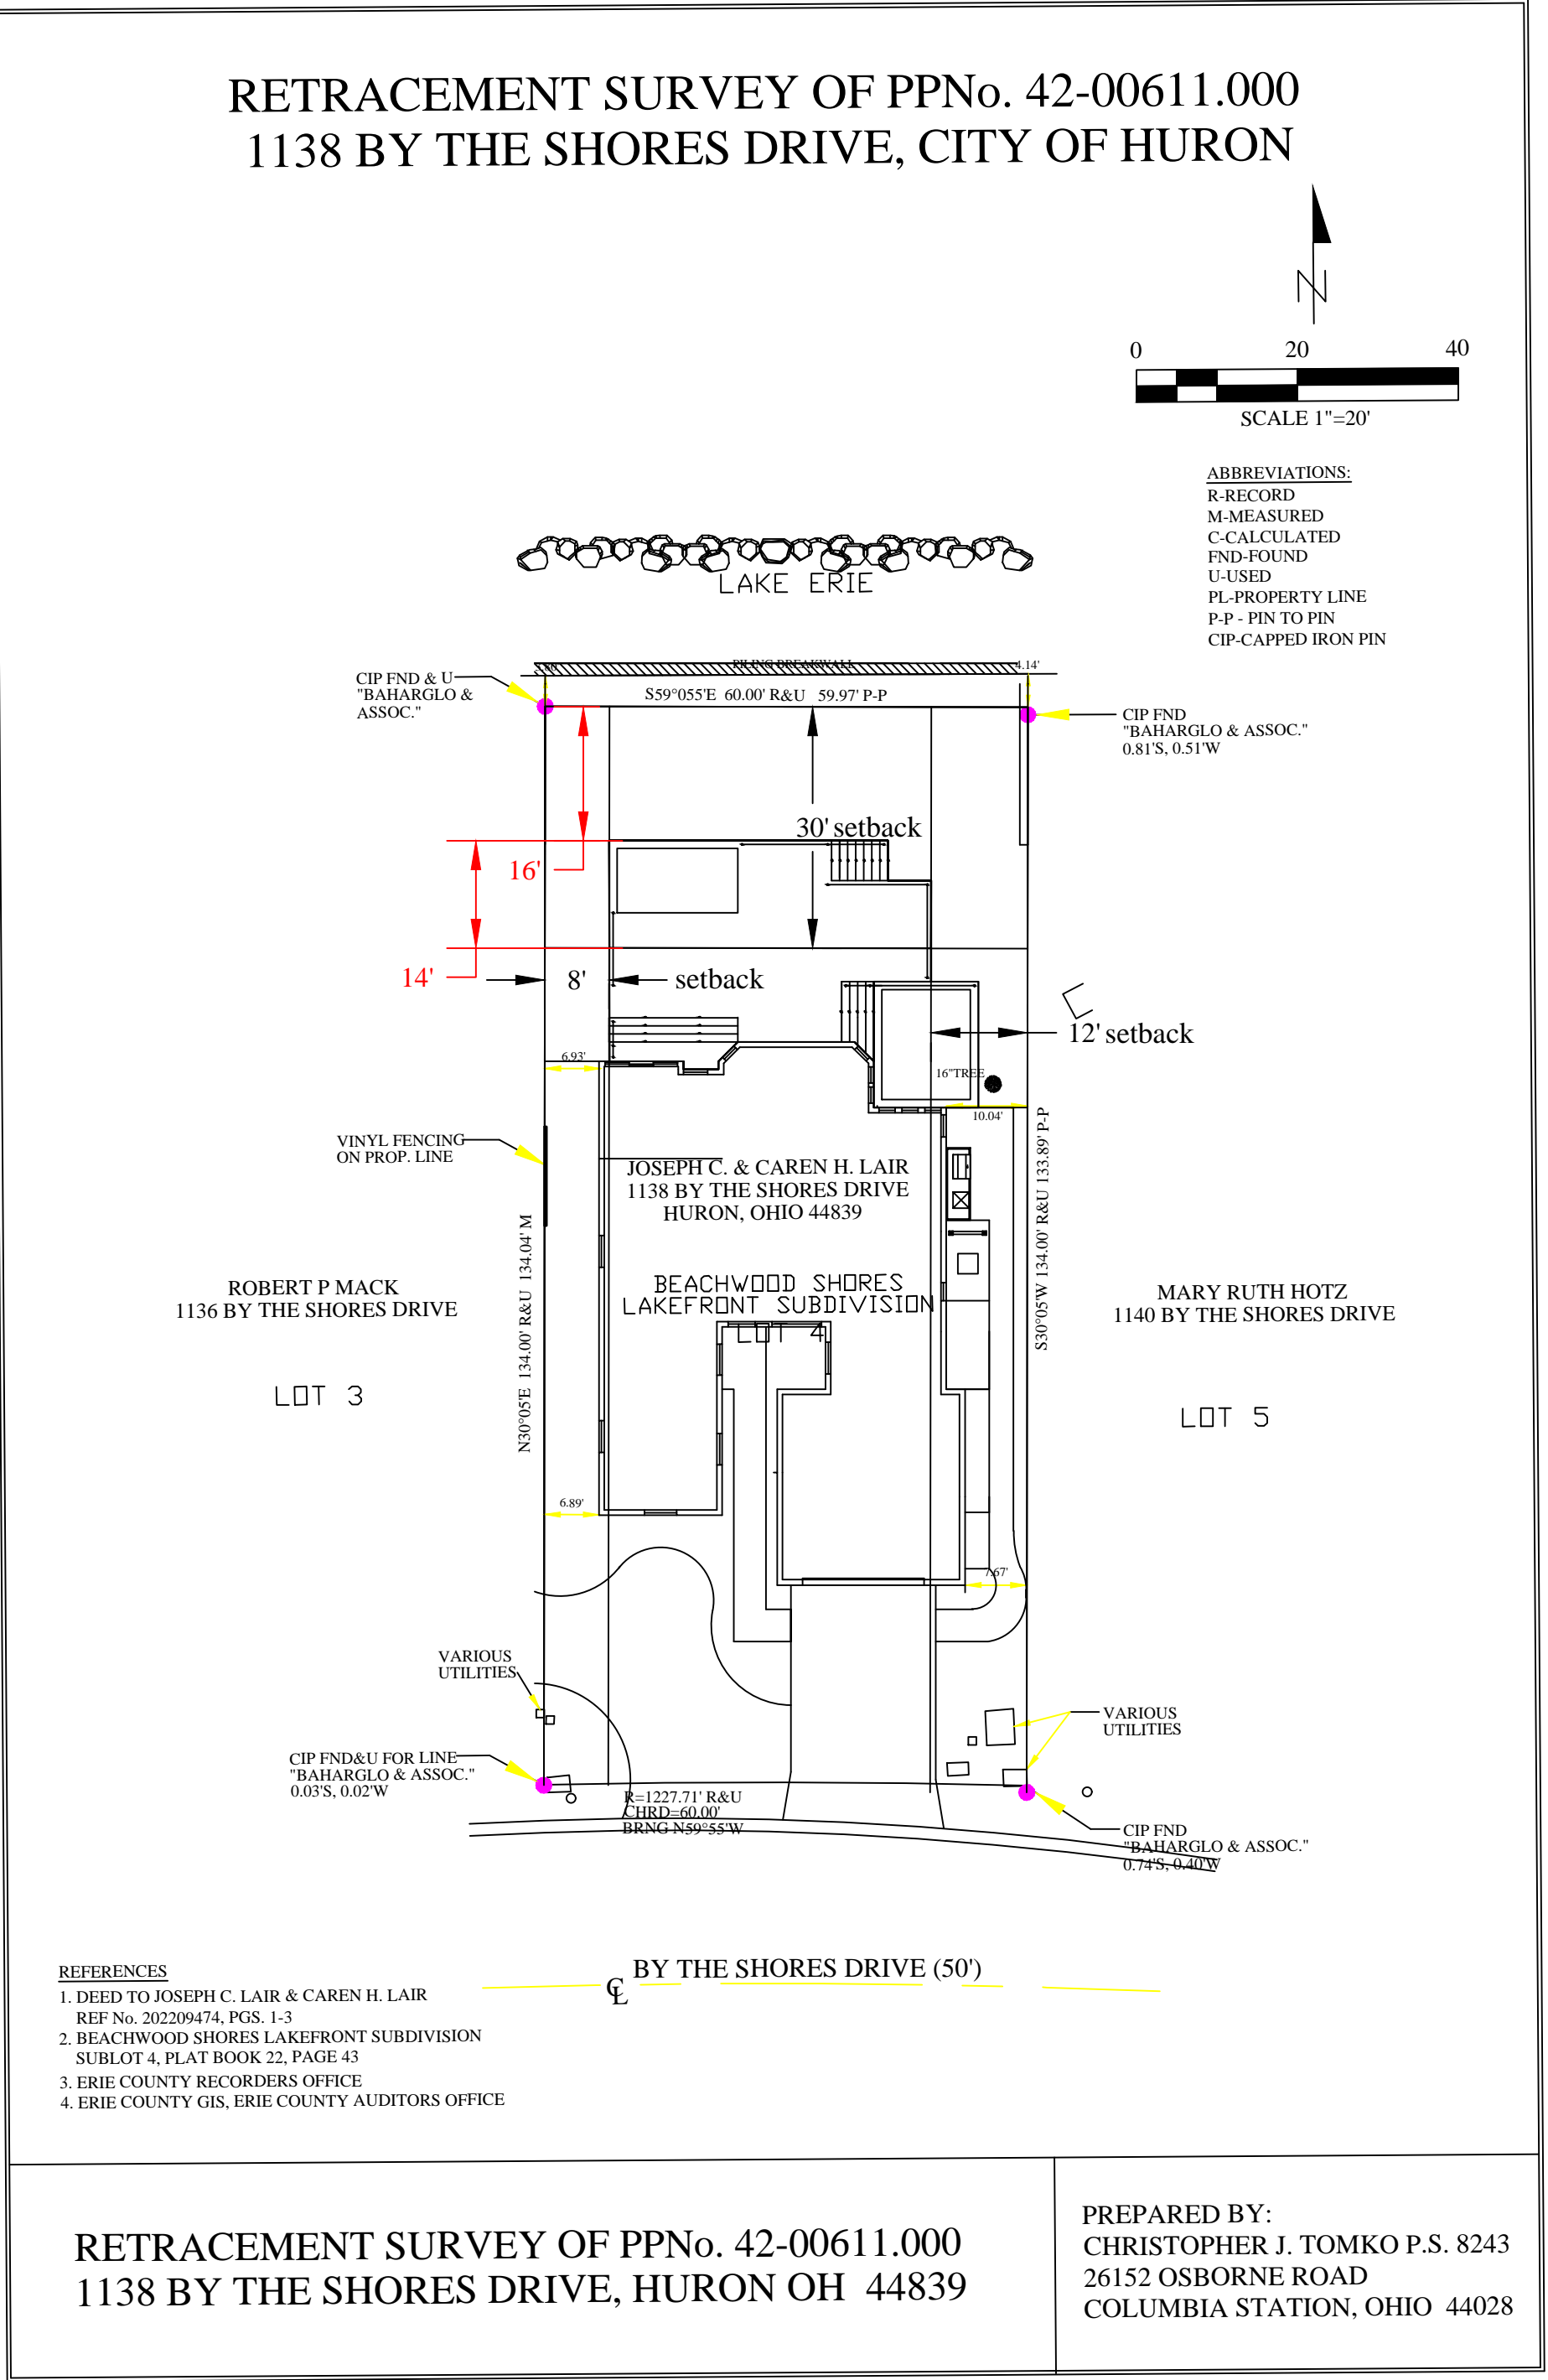 RETRACEMENT SURVEY OF PPNo. 42-00611.000
1138 BY THE SHORES DRIVE, CITY OF HURON
N
0 20 40
SCALE 1"=20'
ABBREVIATIONS:
R-RECORD
M-MEASURED
C-CALCULATED
FND-FOUND
U-USED
PL-PROPERTY LINE
P-P - PIN TO PIN
CIP-CAPPED IRON PIN
LAKE ERIE
PILING BREAKWALL
4.14'
CIP FND & U
"BAHARGLO &
ASSOC."
S59°055'E 60.00' R&U 59.97' P-P
CIP FND
"BAHARGLO & ASSOC."
0.81'S, 0.51'W
30' setback
16'
14'
8' setback
12' setback
6.93'
16"TREE
10.04'
VINYL FENCING
ON PROP. LINE
JOSEPH C. & CAREN H. LAIR
1138 BY THE SHORES DRIVE
HURON, OHIO 44839
N30°05'E 134.00' R&U 134.04' M
S30°05'W 134.00' R&U 133.89' P-P
BEACHWOOD SHORES
LAKEFRONT SUBDIVISION
LOT 4
ROBERT P MACK
1136 BY THE SHORES DRIVE
LOT 3
MARY RUTH HOTZ
1140 BY THE SHORES DRIVE
LOT 5
6.89'
7.67'
VARIOUS
UTILITIES
VARIOUS
UTILITIES
CIP FND&U FOR LINE
"BAHARGLO & ASSOC."
0.03'S, 0.02'W
R=1227.71' R&U
CHRD=60.00'
BRNG N59°55'W
CIP FND
"BAHARGLO & ASSOC."
0.74'S, 0.40'W
BY THE SHORES DRIVE (50')
℄
REFERENCES
1. DEED TO JOSEPH C. LAIR & CAREN H. LAIR
REF No. 202209474, PGS. 1-3
2. BEACHWOOD SHORES LAKEFRONT SUBDIVISION
SUBLOT 4, PLAT BOOK 22, PAGE 43
3. ERIE COUNTY RECORDERS OFFICE
4. ERIE COUNTY GIS, ERIE COUNTY AUDITORS OFFICE
RETRACEMENT SURVEY OF PPNo. 42-00611.000
1138 BY THE SHORES DRIVE, HURON OH 44839
PREPARED BY:
CHRISTOPHER J. TOMKO P.S. 8243
26152 OSBORNE ROAD
COLUMBIA STATION, OHIO 44028